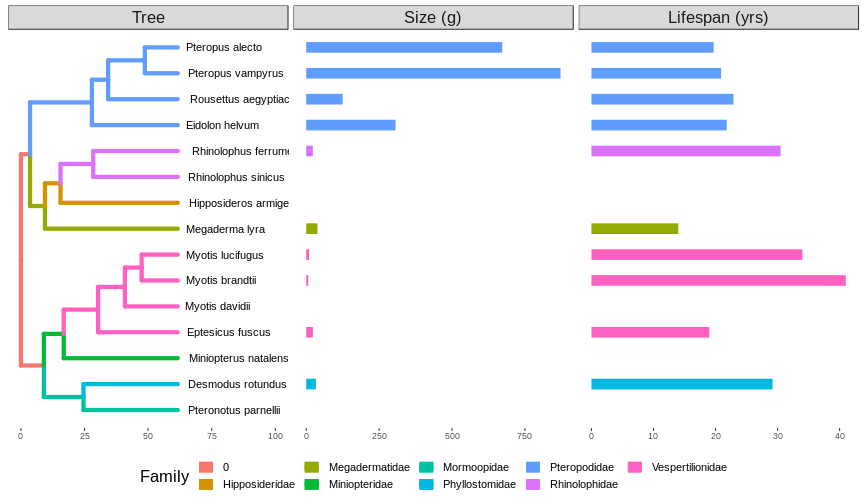 Tree Size (g) Lifespan (yrs)
Pteropus alecto
Pteropus vampyrus
Rousettus aegyptiac
Eidolon helvum
Rhinolophus ferrume
Rhinolophus sinicus
Hipposideros armige
Megaderma lyra
Myotis lucifugus
Myotis brandtii
Myotis davidii
Eptesicus fuscus
Miniopterus natalens
Desmodus rotundus
Pteronotus parnellii
0 25 50 75 100 0 250 500 750 0 10 20 30 40
Family
0 Megadermatidae Mormoopidae Pteropodidae Vespertilionidae
Hipposideridae Miniopteridae Phyllostomidae Rhinolophidae